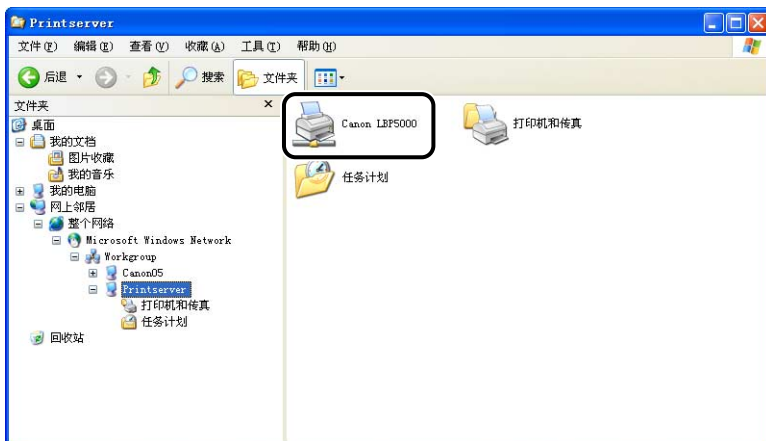 Printserver
文件(F) 编辑(E) 查看(V) 收藏(A) 工具(T) 帮助(H)
后退 搜索 文件夹
文件夹
桌面
我的文档
图片收藏
我的音乐
我的电脑
网上邻居
整个网络
Microsoft Windows Network
Workgroup
Canon05
Printserver
打印机和传真
任务计划
回收站
Canon LBP5000
打印机和传真
任务计划